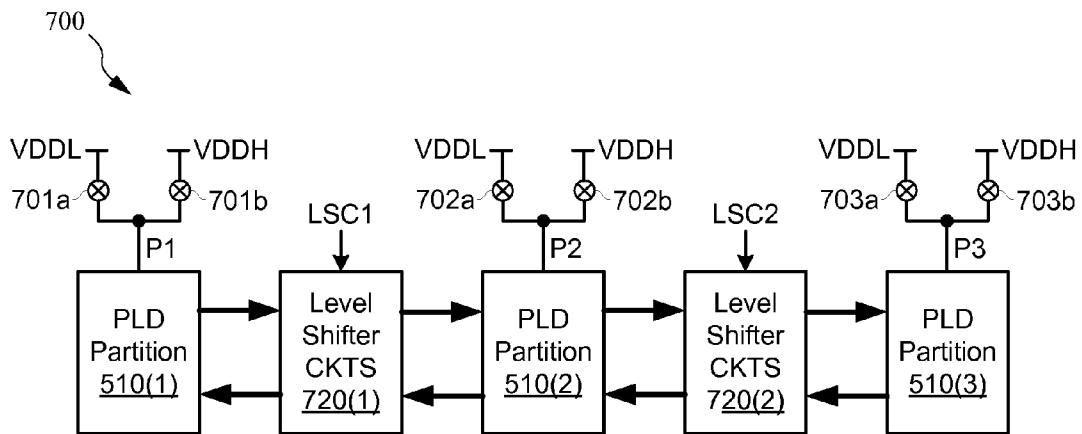 700
VDDL VDDH VDDL VDDH VDDL VDDH
701a 701b 702a 702b 703a 703b
LSC1 LSC2
P1 P2 P3
PLD
Partition
510(1)
Level
Shifter
CKTS
720(1)
PLD
Partition
510(2)
Level
Shifter
CKTS
720(2)
PLD
Partition
510(3)